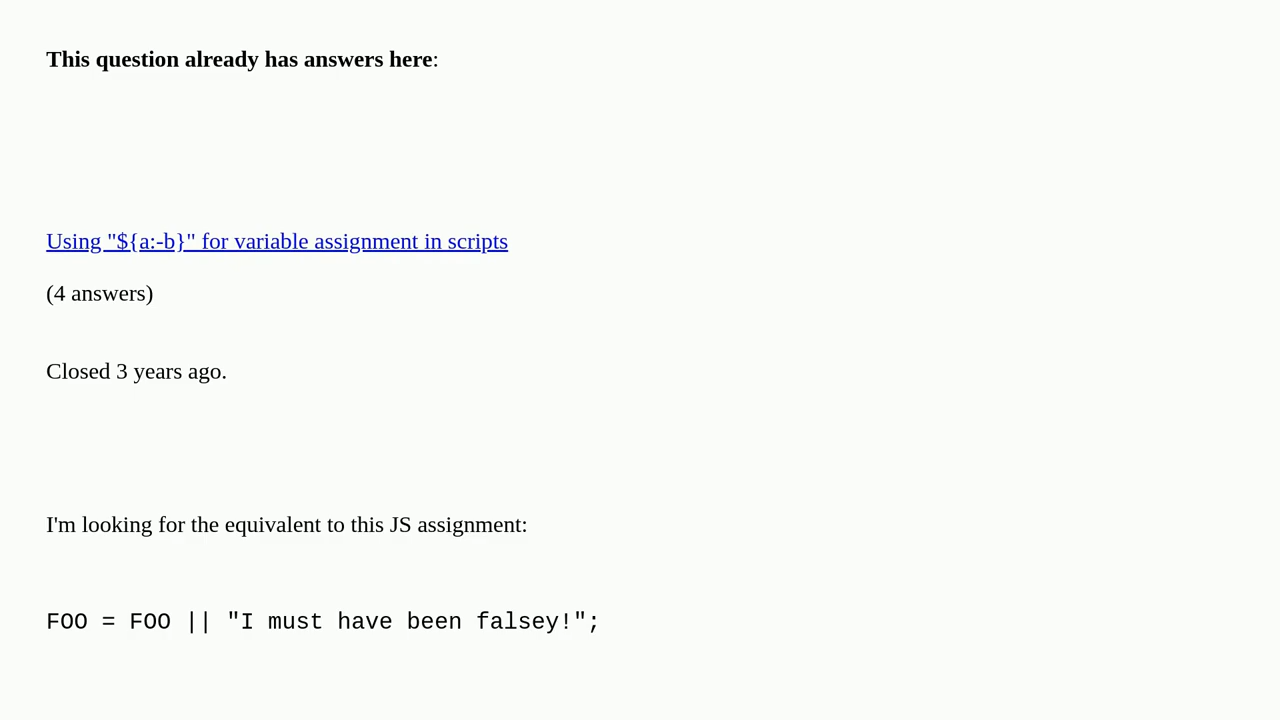 This question already has answers here:
Using "${a:-b}" for variable assignment in scripts
(4 answers)
Closed 3 years ago.
I'm looking for the equivalent to this JS assignment:
FOO = FOO || "I must have been falsey!";